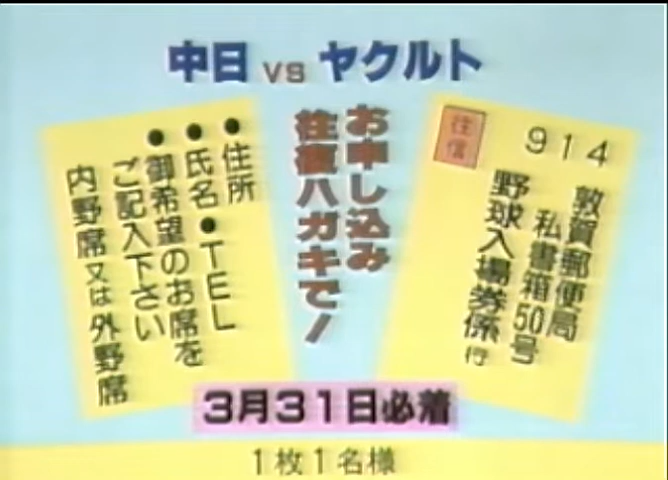 中日 VS ヤクルト
お申し込み
往復ハガキで!
往信
914
敦賀郵便局
私書箱50号
野球入場券係行
●住所
●氏名●TEL
●御希望のお席を
ご記入下さい
内野席又は外野席
3月31日必着
1枚1名様